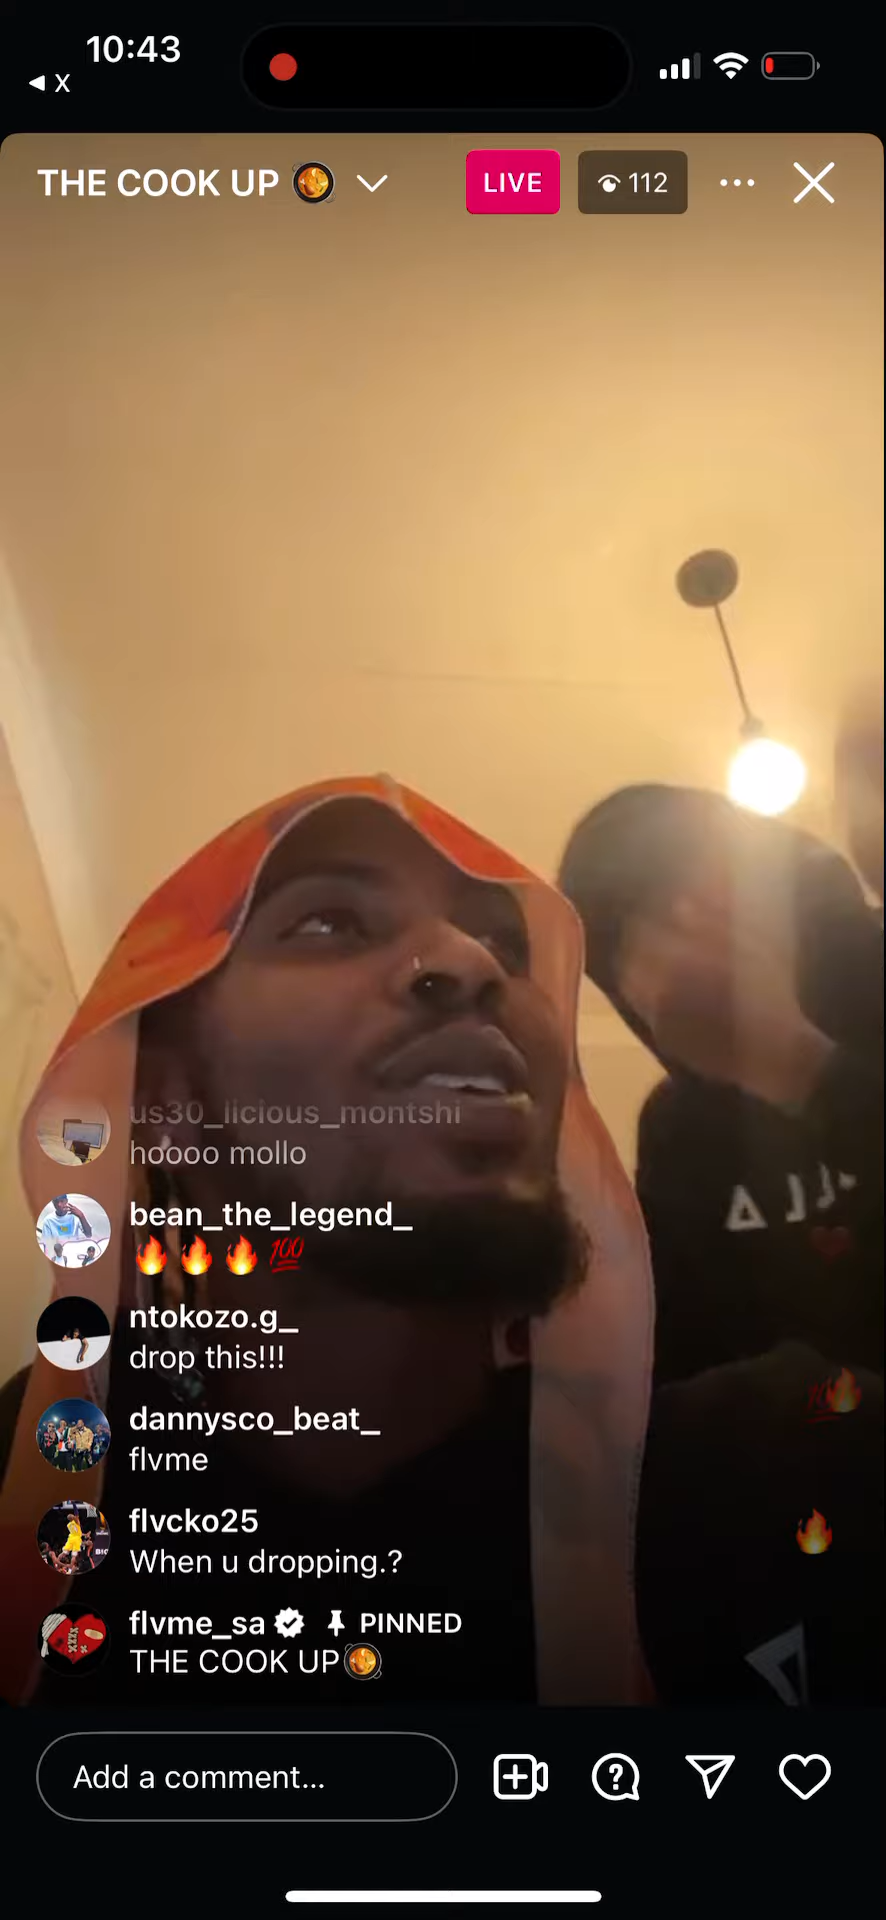 10:43
◀ X
THE COOK UP 🥘
LIVE
112
us30_licious_montshi
hoooo mollo
bean_the_legend_
🔥🔥🔥💯
ntokozo.g_
drop this!!!
dannysco_beat_
flvme
flvcko25
When u dropping.?
flvme_sa PINNED
THE COOK UP🥘
Add a comment...